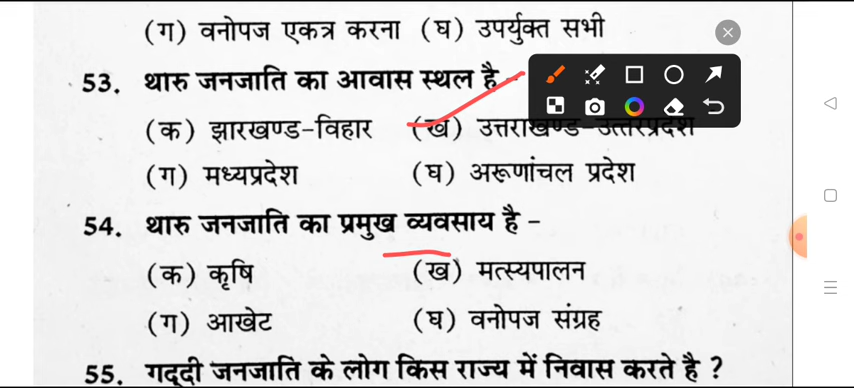 (ग) वनोपज एकत्र करना (घ) उपर्युक्त सभी
53. थारु जनजाति का आवास स्थल है -
(क) झारखण्ड-विहार (ख) उत्तराखण्ड-उत्तरप्रदेश
(ग) मध्यप्रदेश (घ) अरूणांचल प्रदेश
54. थारु जनजाति का प्रमुख व्यवसाय है -
(क) कृषि (ख) मत्स्यपालन
(ग) आखेट (घ) वनोपज संग्रह
55. गद्दी जनजाति के लोग किस राज्य में निवास करते है ?